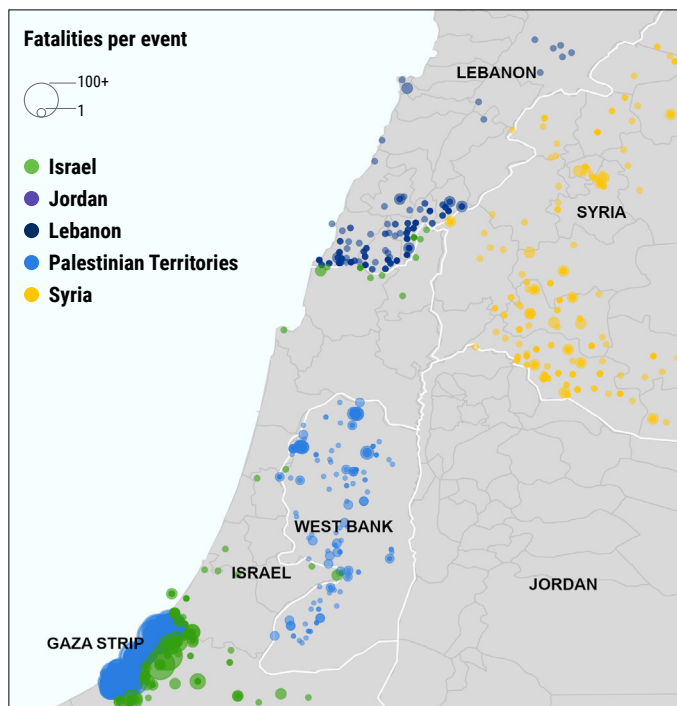 Fatalities per event
100+
1
Israel
Jordan
Lebanon
Palestinian Territories
Syria
LEBANON
SYRIA
WEST BANK
ISRAEL
JORDAN
GAZA STRIP